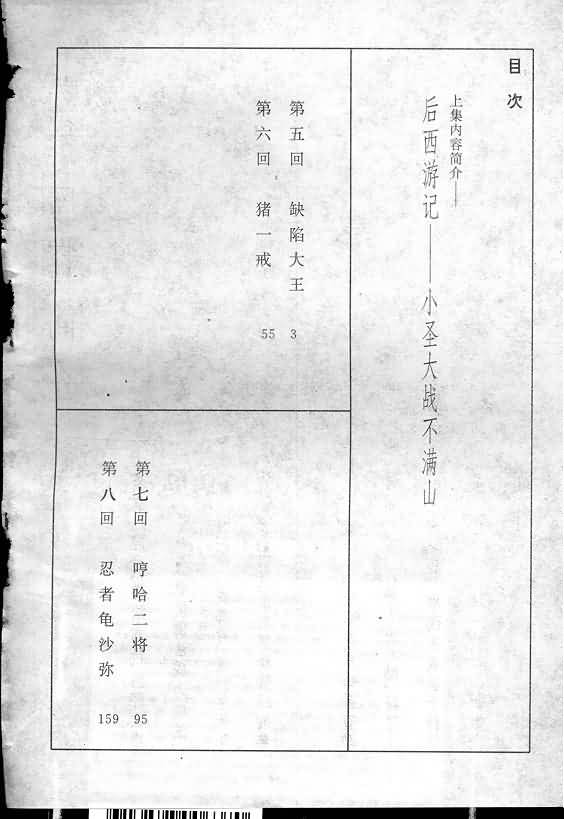 目次
上集内容简介——
后西游记——小圣大战不满山
第五回 缺陷大王 3
第六回 猪一戒 55
第七回 哼哈二将 95
第八回 忍者龟沙弥 159